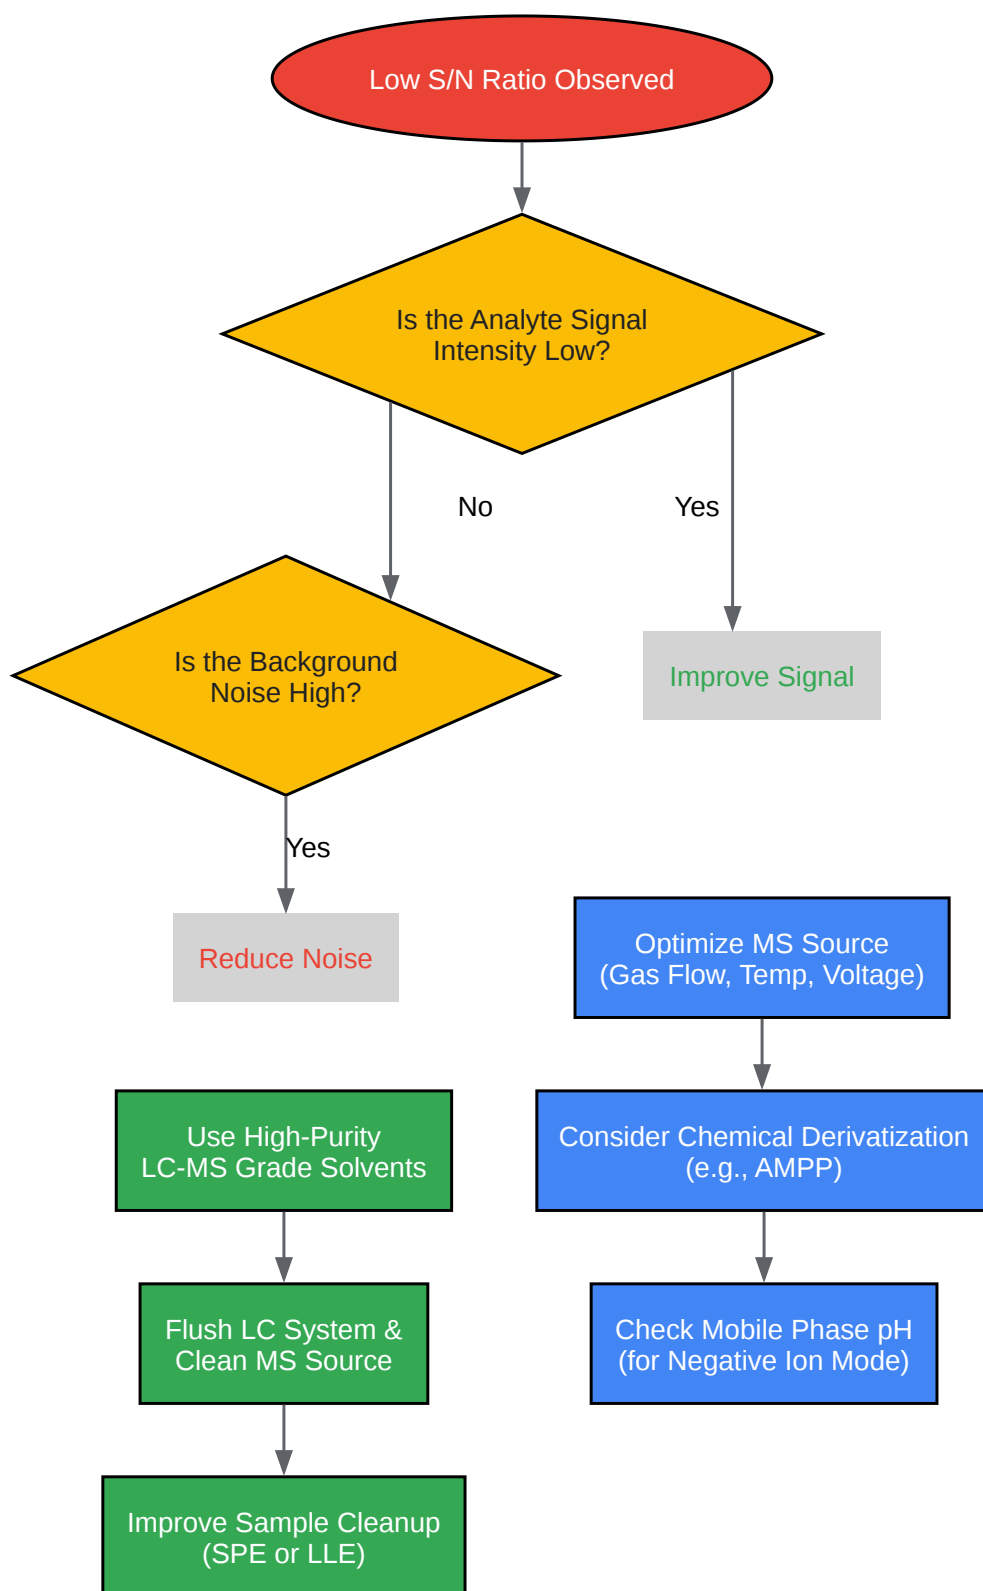 Low S/N Ratio Observed
Is the Analyte Signal
Intensity Low?
No
Yes
Is the Background
Noise High?
Improve Signal
Yes
Reduce Noise
Optimize MS Source
(Gas Flow, Temp, Voltage)
Use High-Purity
LC-MS Grade Solvents
Consider Chemical Derivatization
(e.g., AMPP)
Flush LC System &
Clean MS Source
Check Mobile Phase pH
(for Negative Ion Mode)
Improve Sample Cleanup
(SPE or LLE)